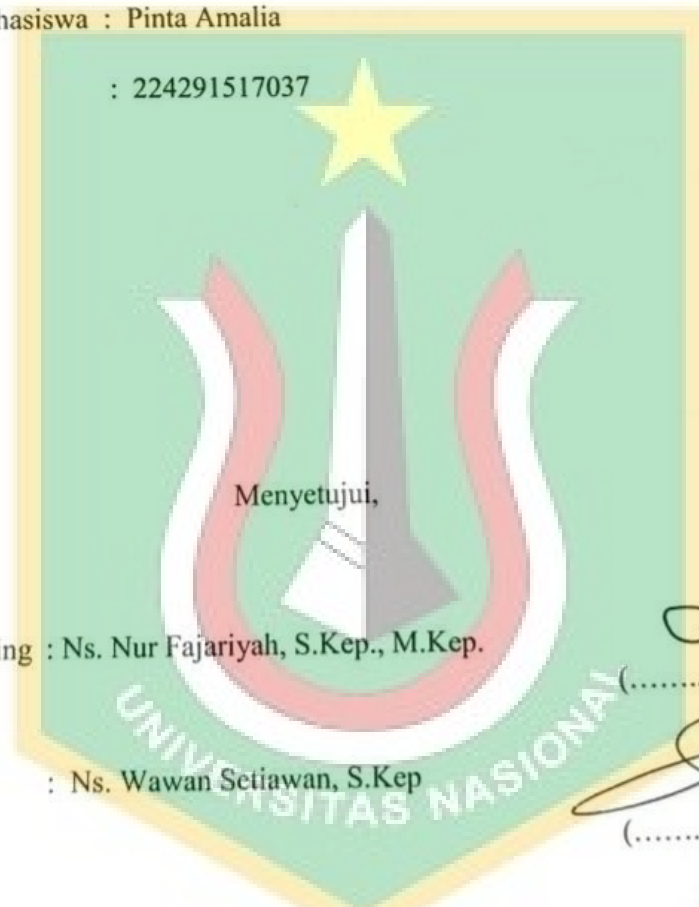 hasiswa : Pinta Amalia
: 224291517037
Menyetujui,
ing : Ns. Nur Fajariyah, S.Kep., M.Kep.
(........
: Ns. Wawan Setiawan, S.Kep
(........
UNIVERSITAS NASIONAL